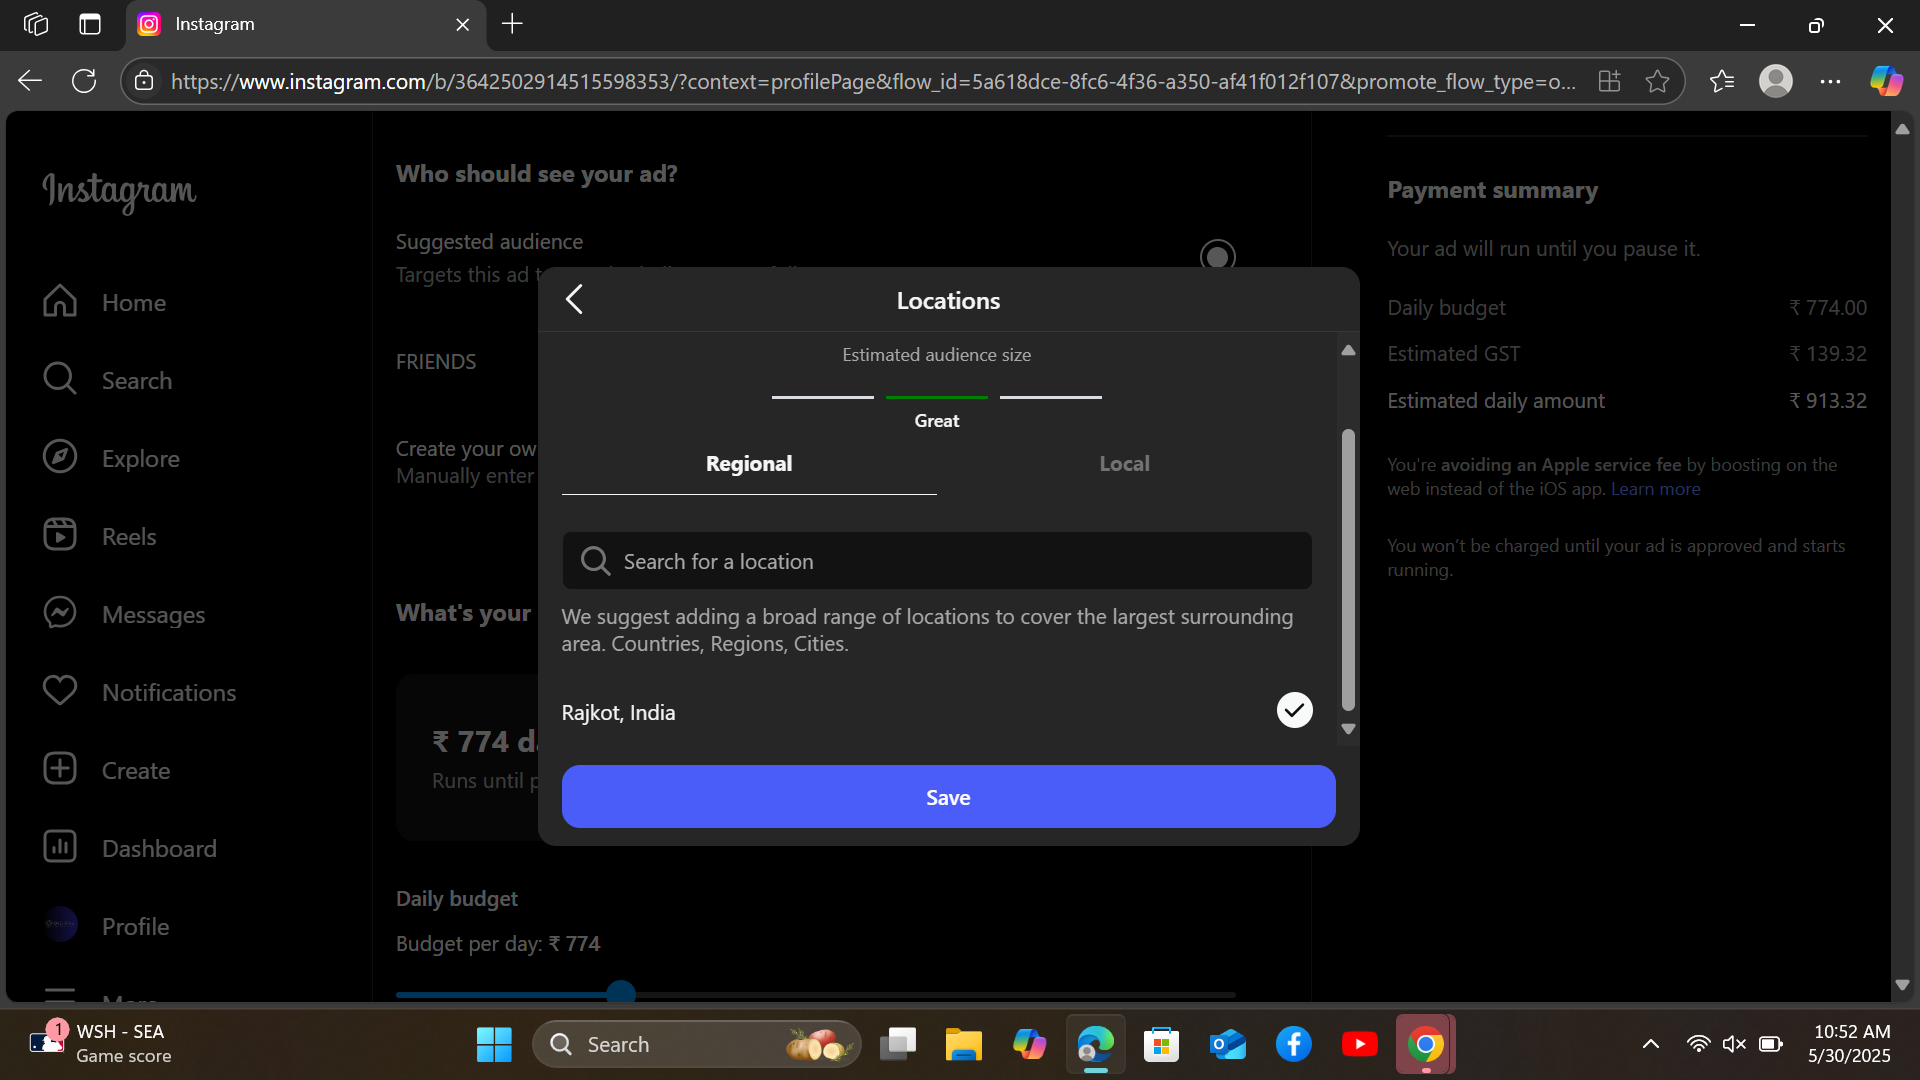 Instagram
https://www.instagram.com/b/3642502914515598353/?context=profilePage&flow_id=5a618dce-8fc6-4f36-a350-af41f012f107&promote_flow_type=o...
Instagram
Home
Search
Explore
Reels
Messages
Notifications
Create
Dashboard
Profile
More
Who should see your ad?
Suggested audience
Targets this ad t
FRIENDS
Create your ow
Manually enter
What's your
₹ 774 d
Runs until p
Daily budget
Budget per day: ₹ 774
Locations
Estimated audience size
Great
Regional
Local
Search for a location
We suggest adding a broad range of locations to cover the largest surrounding
area. Countries, Regions, Cities.
Rajkot, India
Save
Payment summary
Your ad will run until you pause it.
Daily budget ₹ 774.00
Estimated GST ₹ 139.32
Estimated daily amount ₹ 913.32
You're avoiding an Apple service fee by boosting on the
web instead of the iOS app. Learn more
You won't be charged until your ad is approved and starts
running.
1
WSH - SEA
Game score
Search
10:52 AM
5/30/2025